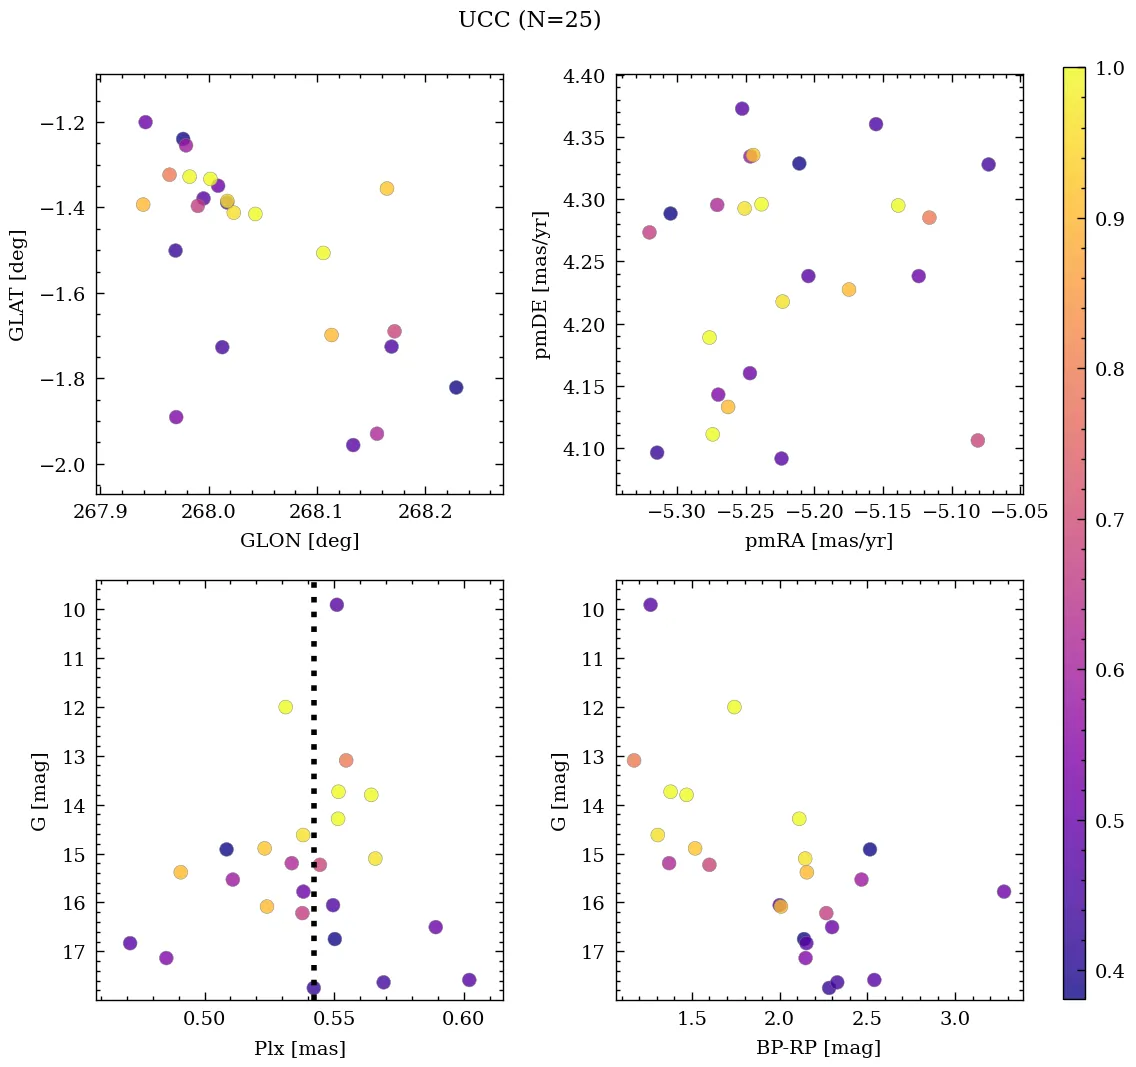 UCC (N=25)
−1.2
−1.4
−1.6
−1.8
−2.0
GLAT [deg]
267.9 268.0 268.1 268.2
GLON [deg]
4.40
4.35
4.30
4.25
4.20
4.15
4.10
pmDE [mas/yr]
−5.30 −5.25 −5.20 −5.15 −5.10 −5.05
pmRA [mas/yr]
10
11
12
13
14
15
16
17
G [mag]
0.50 0.55 0.60
Plx [mas]
10
11
12
13
14
15
16
17
G [mag]
1.5 2.0 2.5 3.0
BP-RP [mag]
1.0
0.9
0.8
0.7
0.6
0.5
0.4